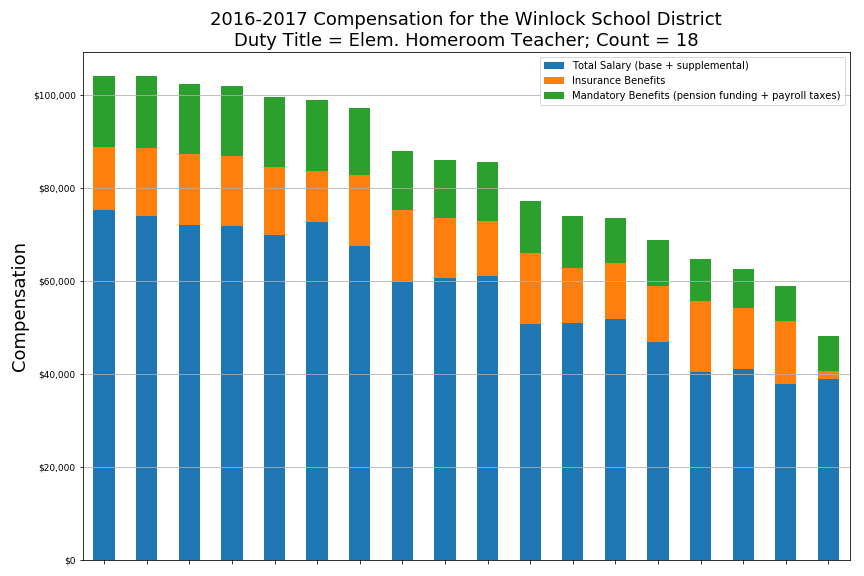 2016-2017 Compensation for the Winlock School District
Duty Title = Elem. Homeroom Teacher; Count = 18
Total Salary (base + supplemental)
Insurance Benefits
Mandatory Benefits (pension funding + payroll taxes)
Compensation
$100,000
$80,000
$60,000
$40,000
$20,000
$0